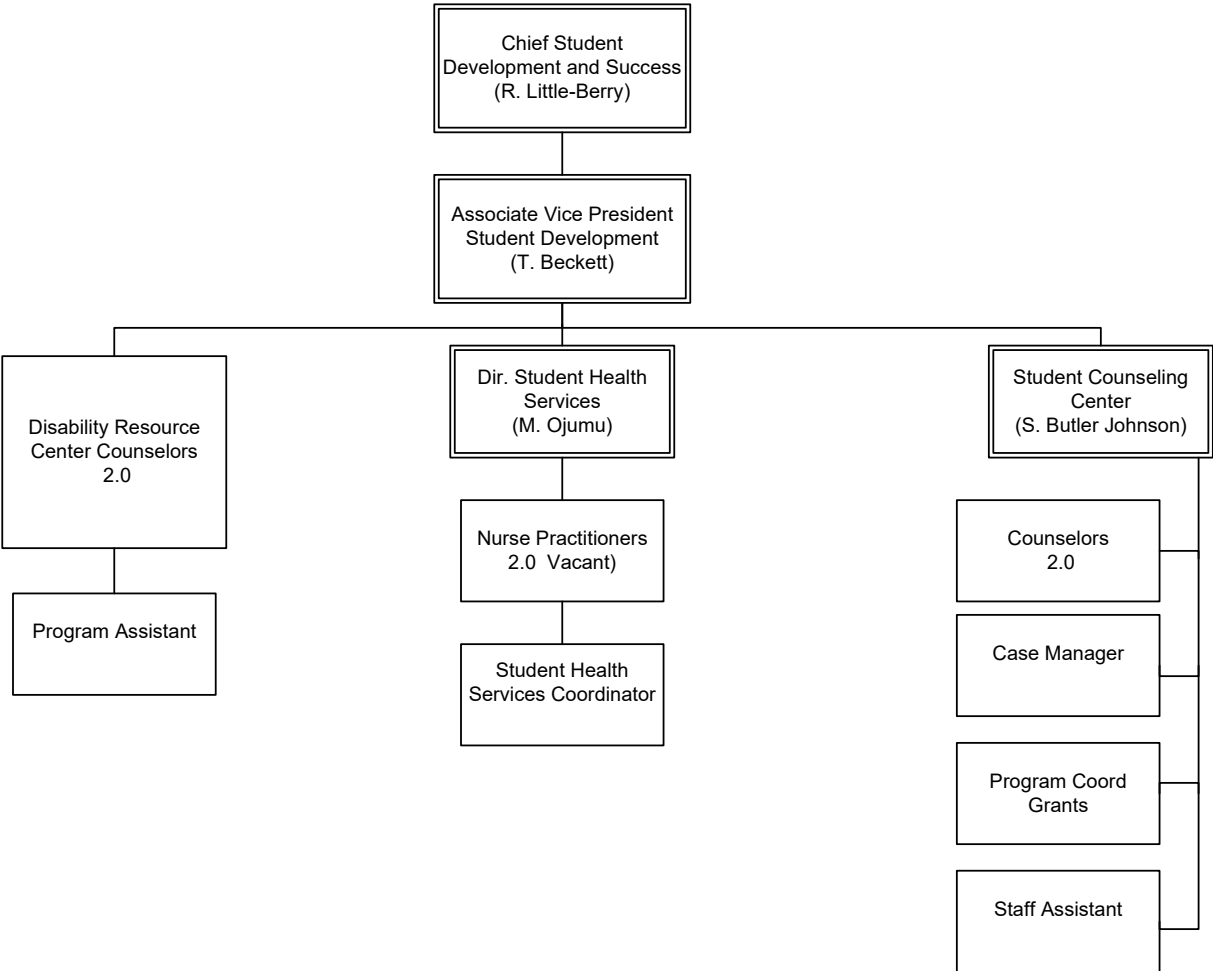 Chief Student
Development and Success
(R. Little-Berry)
Associate Vice President
Student Development
(T. Beckett)
Disability Resource
Center Counselors
2.0
Program Assistant
Dir. Student Health
Services
(M. Ojumu)
Nurse Practitioners
2.0  Vacant)
Student Health
Services Coordinator
Student Counseling
Center
(S. Butler Johnson)
Counselors
2.0
Case Manager
Program Coord
Grants
Staff Assistant